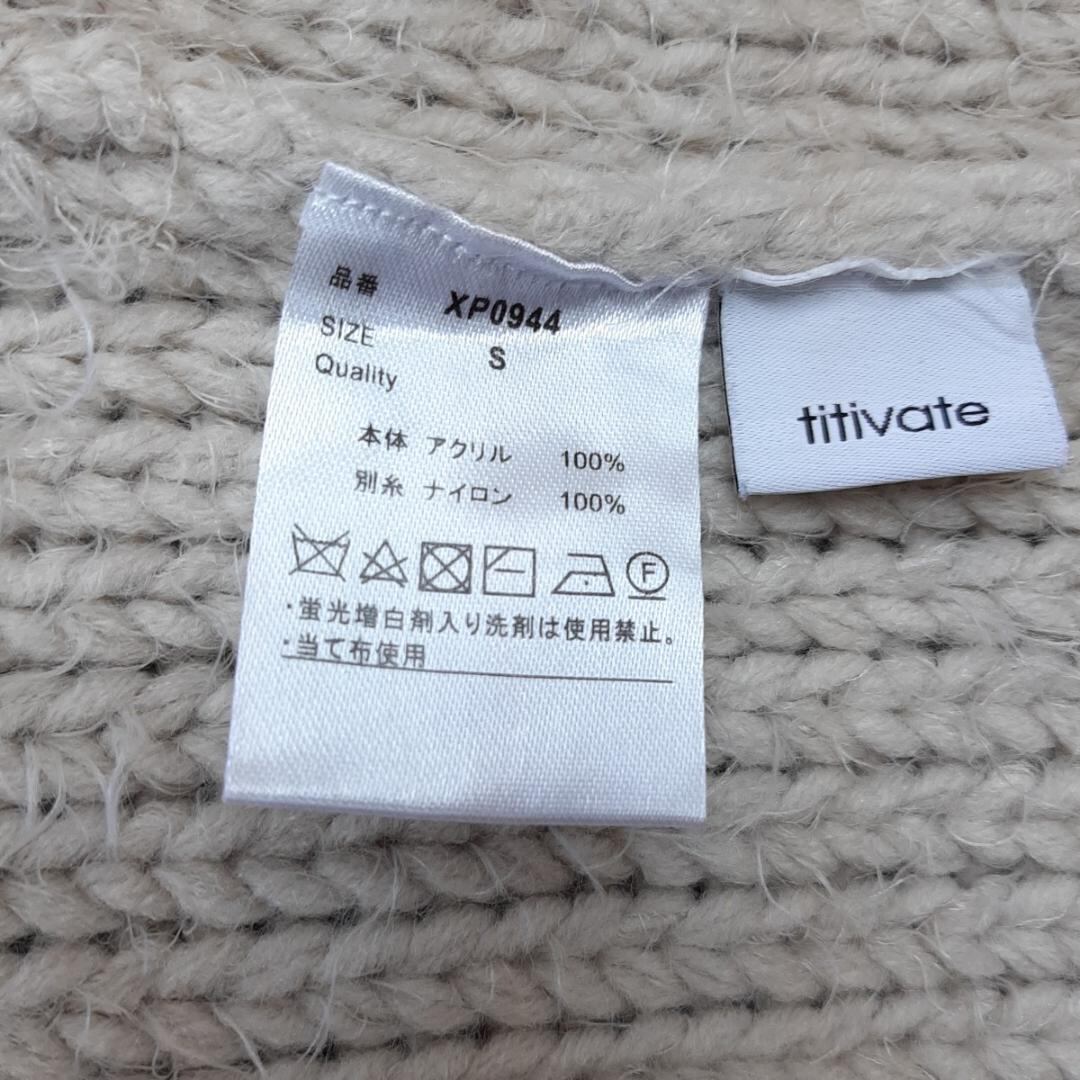 品番 XP0944
SIZE S
Quality
本体 アクリル 100%
別糸 ナイロン 100%
F
・蛍光増白剤入り洗剤は使用禁止。
・当て布使用
titivate